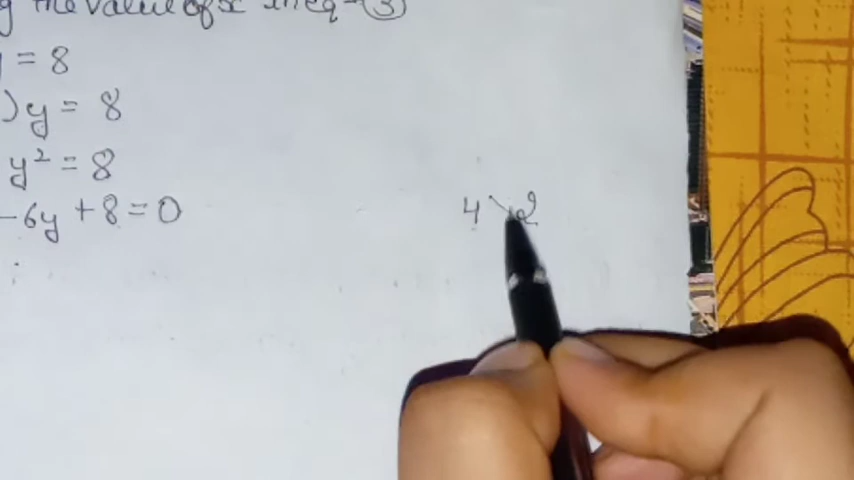 the value of x in eq-(3)
= 8
)y = 8
y² = 8
-6y +8=0
4 × 2